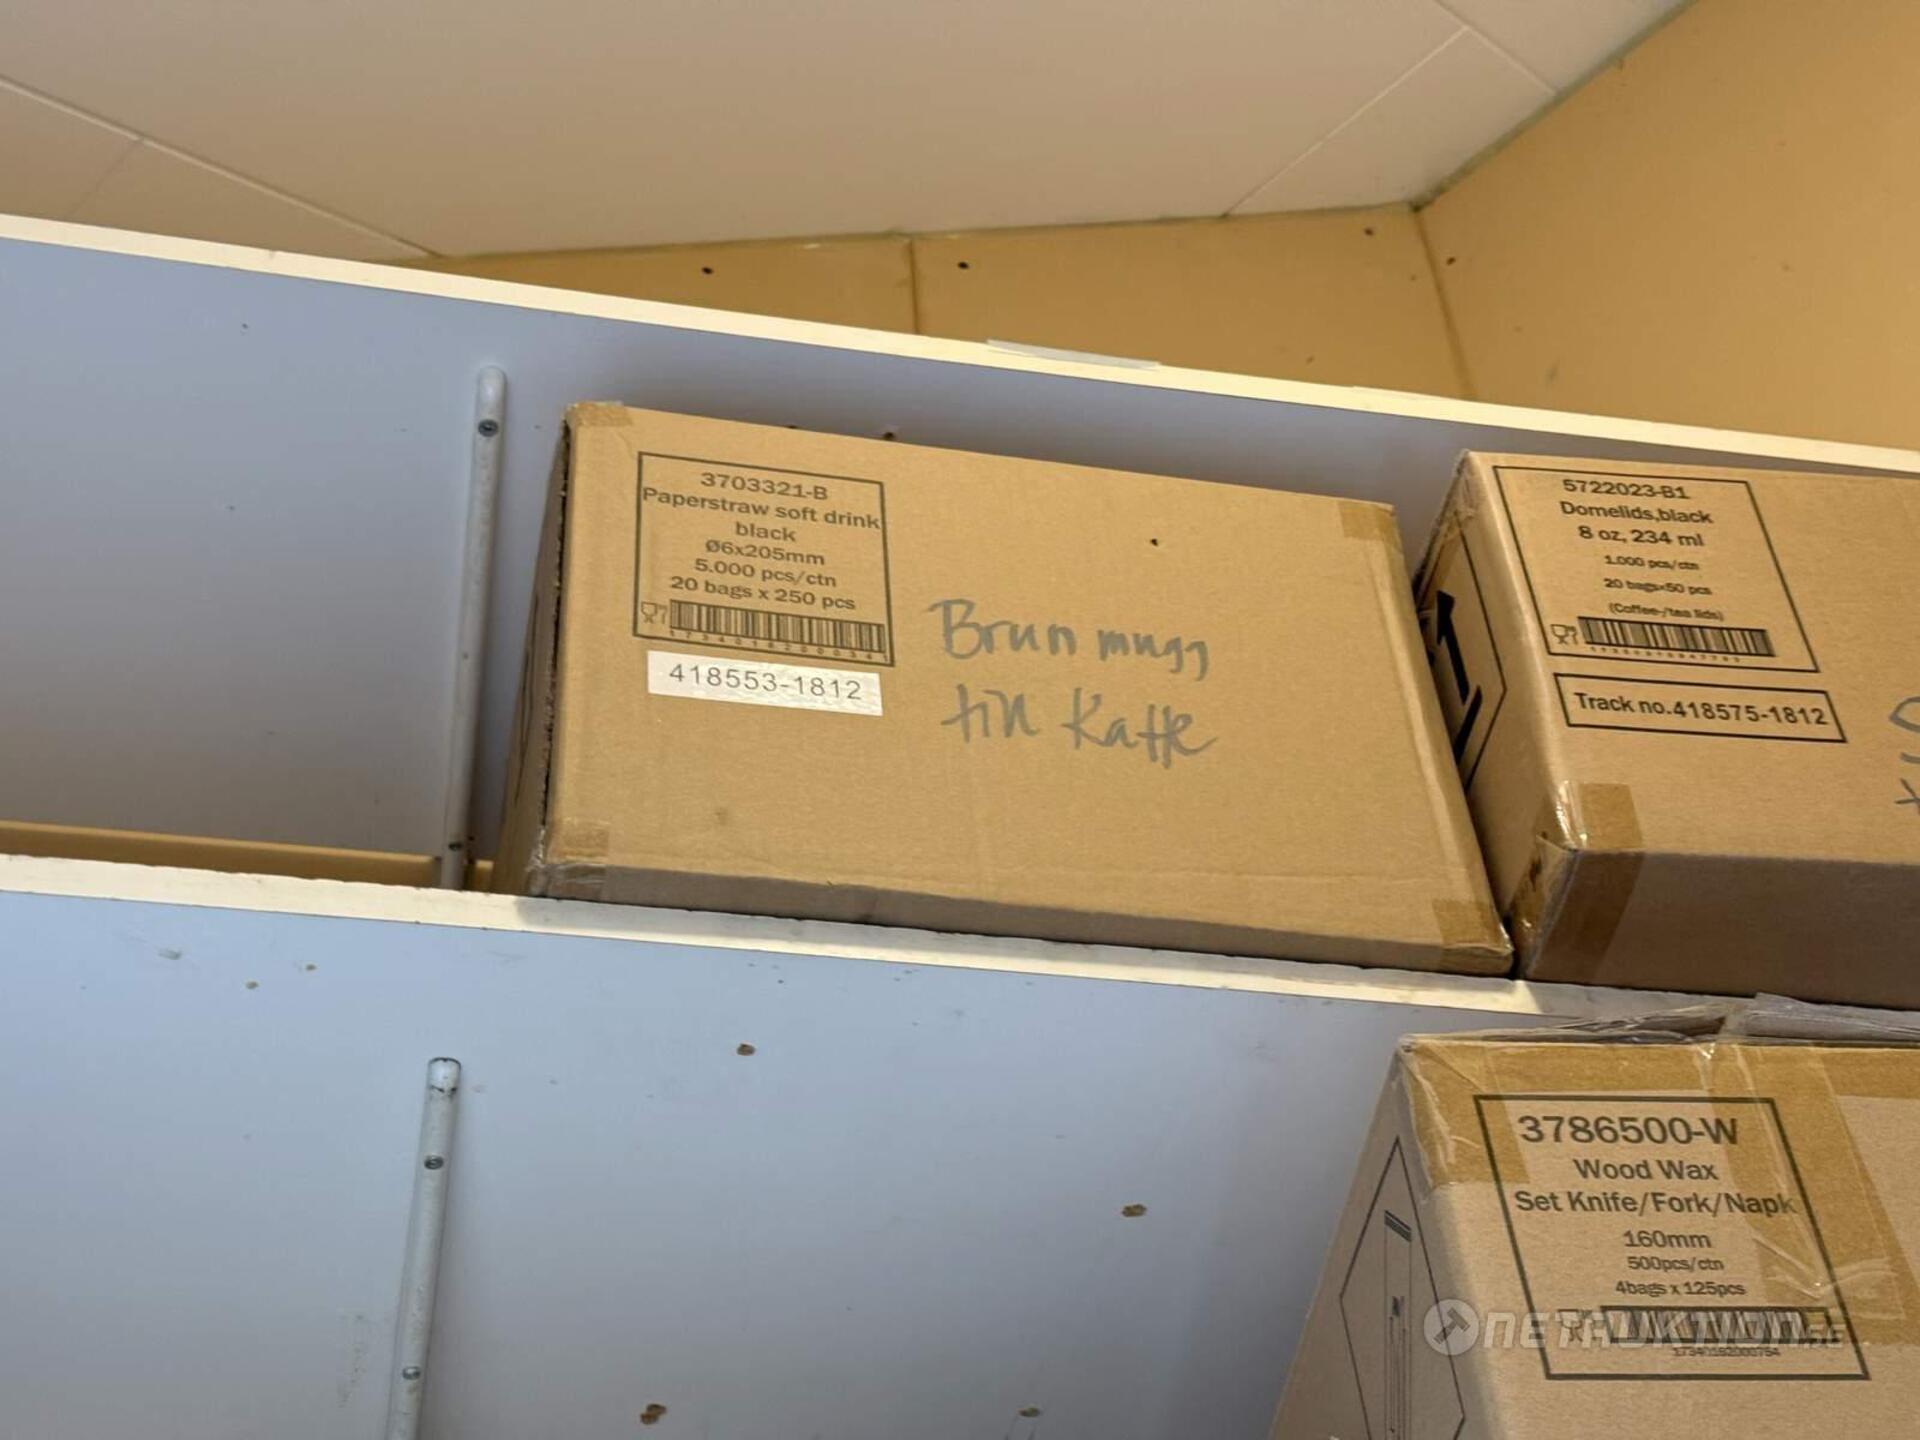 3703321-B
Paperstraw soft drink
black
Ø6x205mm
5.000 pcs/ctn
20 bags x 250 pcs
418553-1812
Brun mugg
till Kaffe
5722023-B1
Domelids,black
8 oz, 234 ml
1.000 pcs/ctn
20 bags×50 pcs
(Coffee-/tea lids)
Track no.418575-1812
3786500-W
Wood Wax
Set Knife/Fork/Napk
160mm
500pcs/ctn
4bags x 125pcs
NETAUKTION.SE